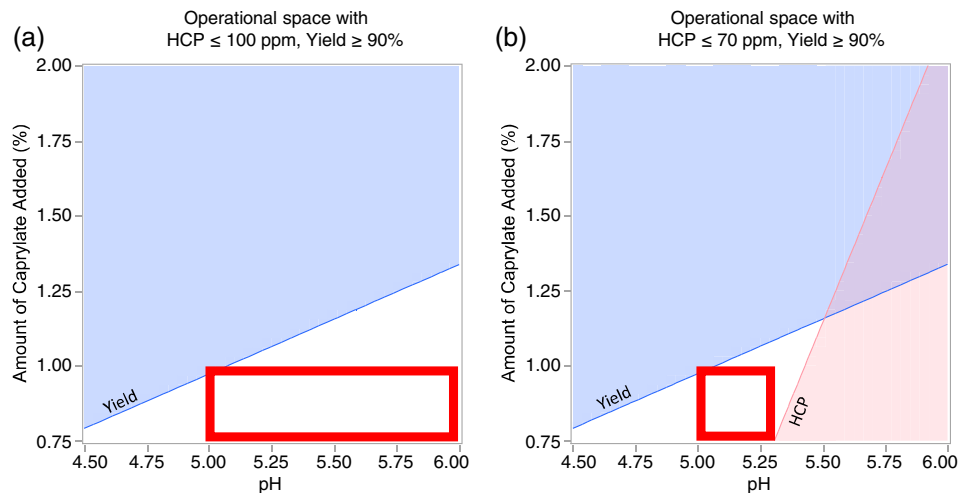 (a)
Operational space with
HCP ≤ 100 ppm, Yield ≥ 90%
Amount of Caprylate Added (%)
2.00
1.75
1.50
1.25
1.00
0.75
Yield
4.50 4.75 5.00 5.25 5.50 5.75 6.00
pH
(b)
Operational space with
HCP ≤ 70 ppm, Yield ≥ 90%
Amount of Caprylate Added (%)
2.00
1.75
1.50
1.25
1.00
0.75
Yield
HCP
4.50 4.75 5.00 5.25 5.50 5.75 6.00
pH